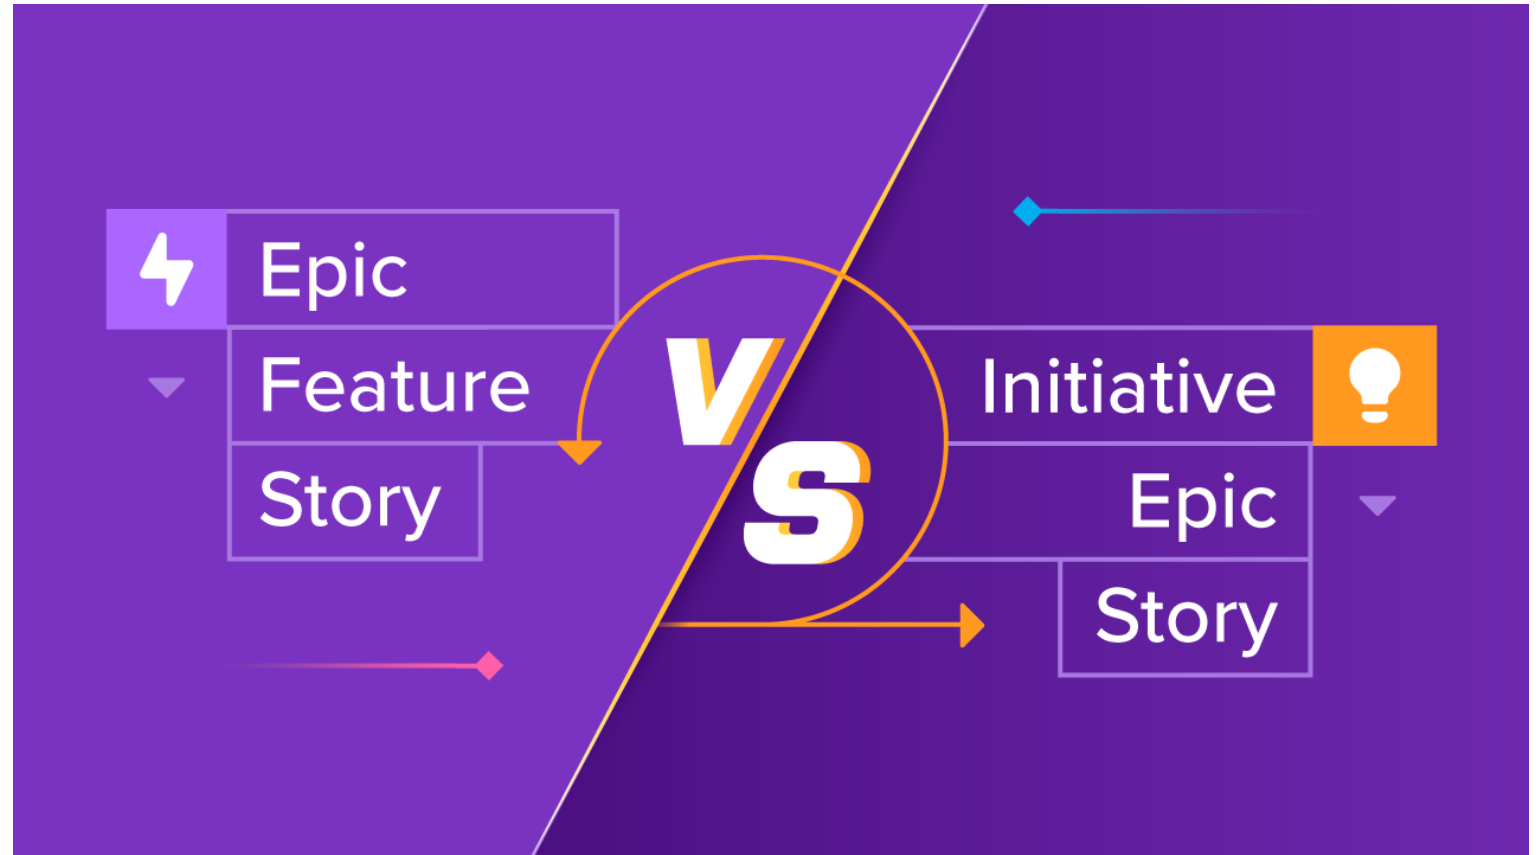 Epic
Feature
Story
VS
Initiative
Epic
Story